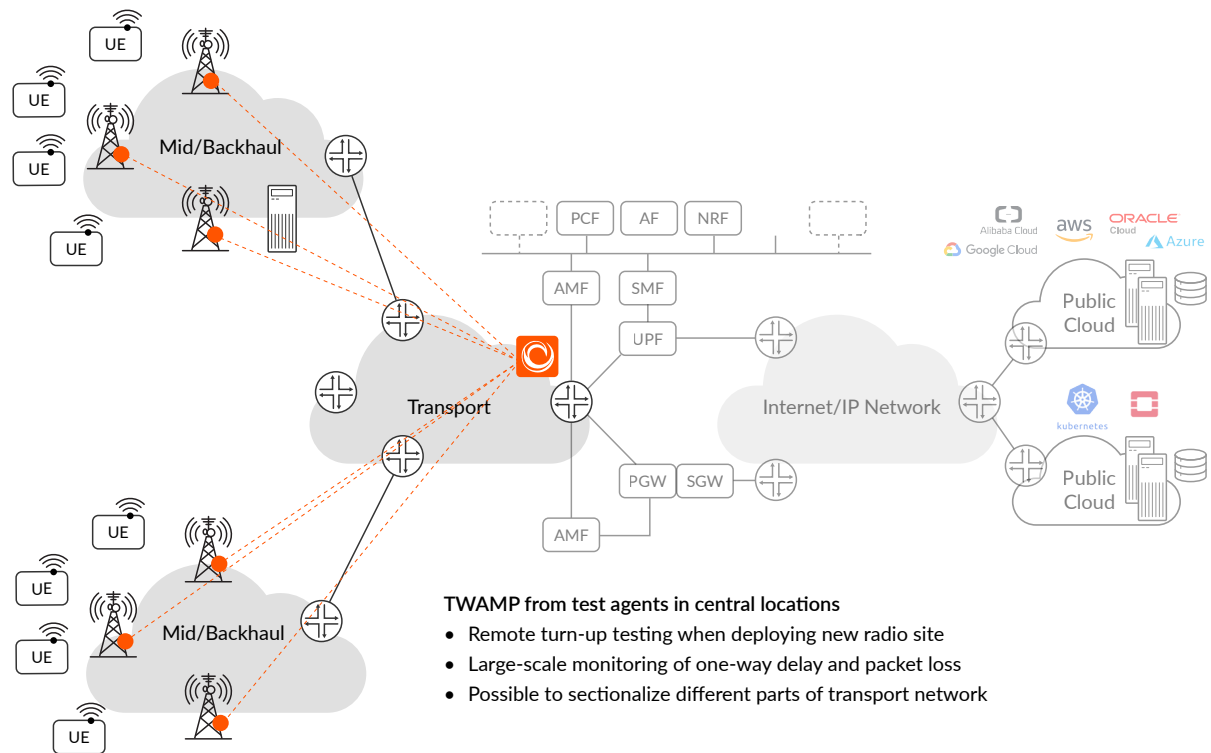 UE
UE
UE
UE
Mid/Backhaul
PCF
AF
NRF
AMF
SMF
UPF
Alibaba Cloud
aws
ORACLE
Cloud
Google Cloud
Azure
Public
Cloud
Transport
Internet/IP Network
kubernetes
PGW
SGW
Public
Cloud
AMF
UE
UE
UE
UE
Mid/Backhaul
TWAMP from test agents in central locations
• Remote turn-up testing when deploying new radio site
• Large-scale monitoring of one-way delay and packet loss
• Possible to sectionalize different parts of transport network